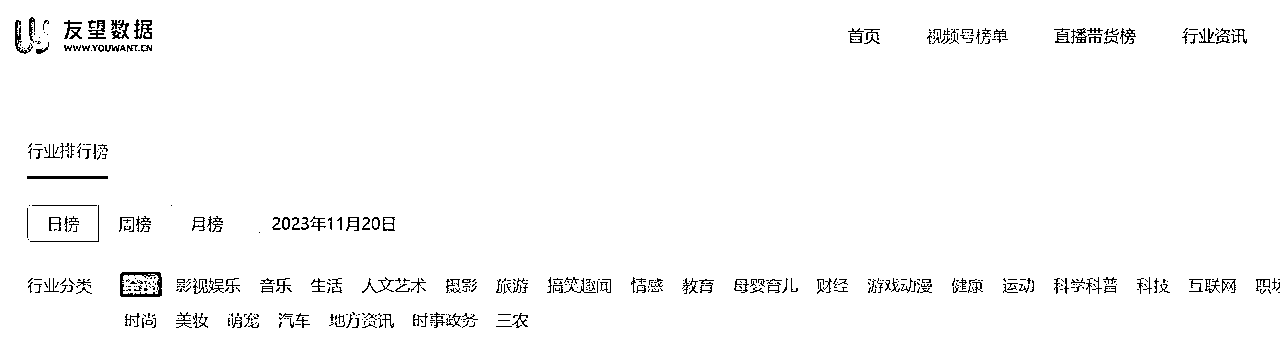 友望数据
WWW.YOUWANT.CN
首页 视频号榜单 直播带货榜 行业资讯
行业排行榜
日榜 周榜 月榜 2023年11月20日
行业分类 全部 影视娱乐 音乐 生活 人文艺术 摄影 旅游 搞笑趣闻 情感 教育 母婴育儿 财经 游戏动漫 健康 运动 科学科普 科技 互联网 职场
时尚 美妆 萌宠 汽车 地方资讯 时事政务 三农